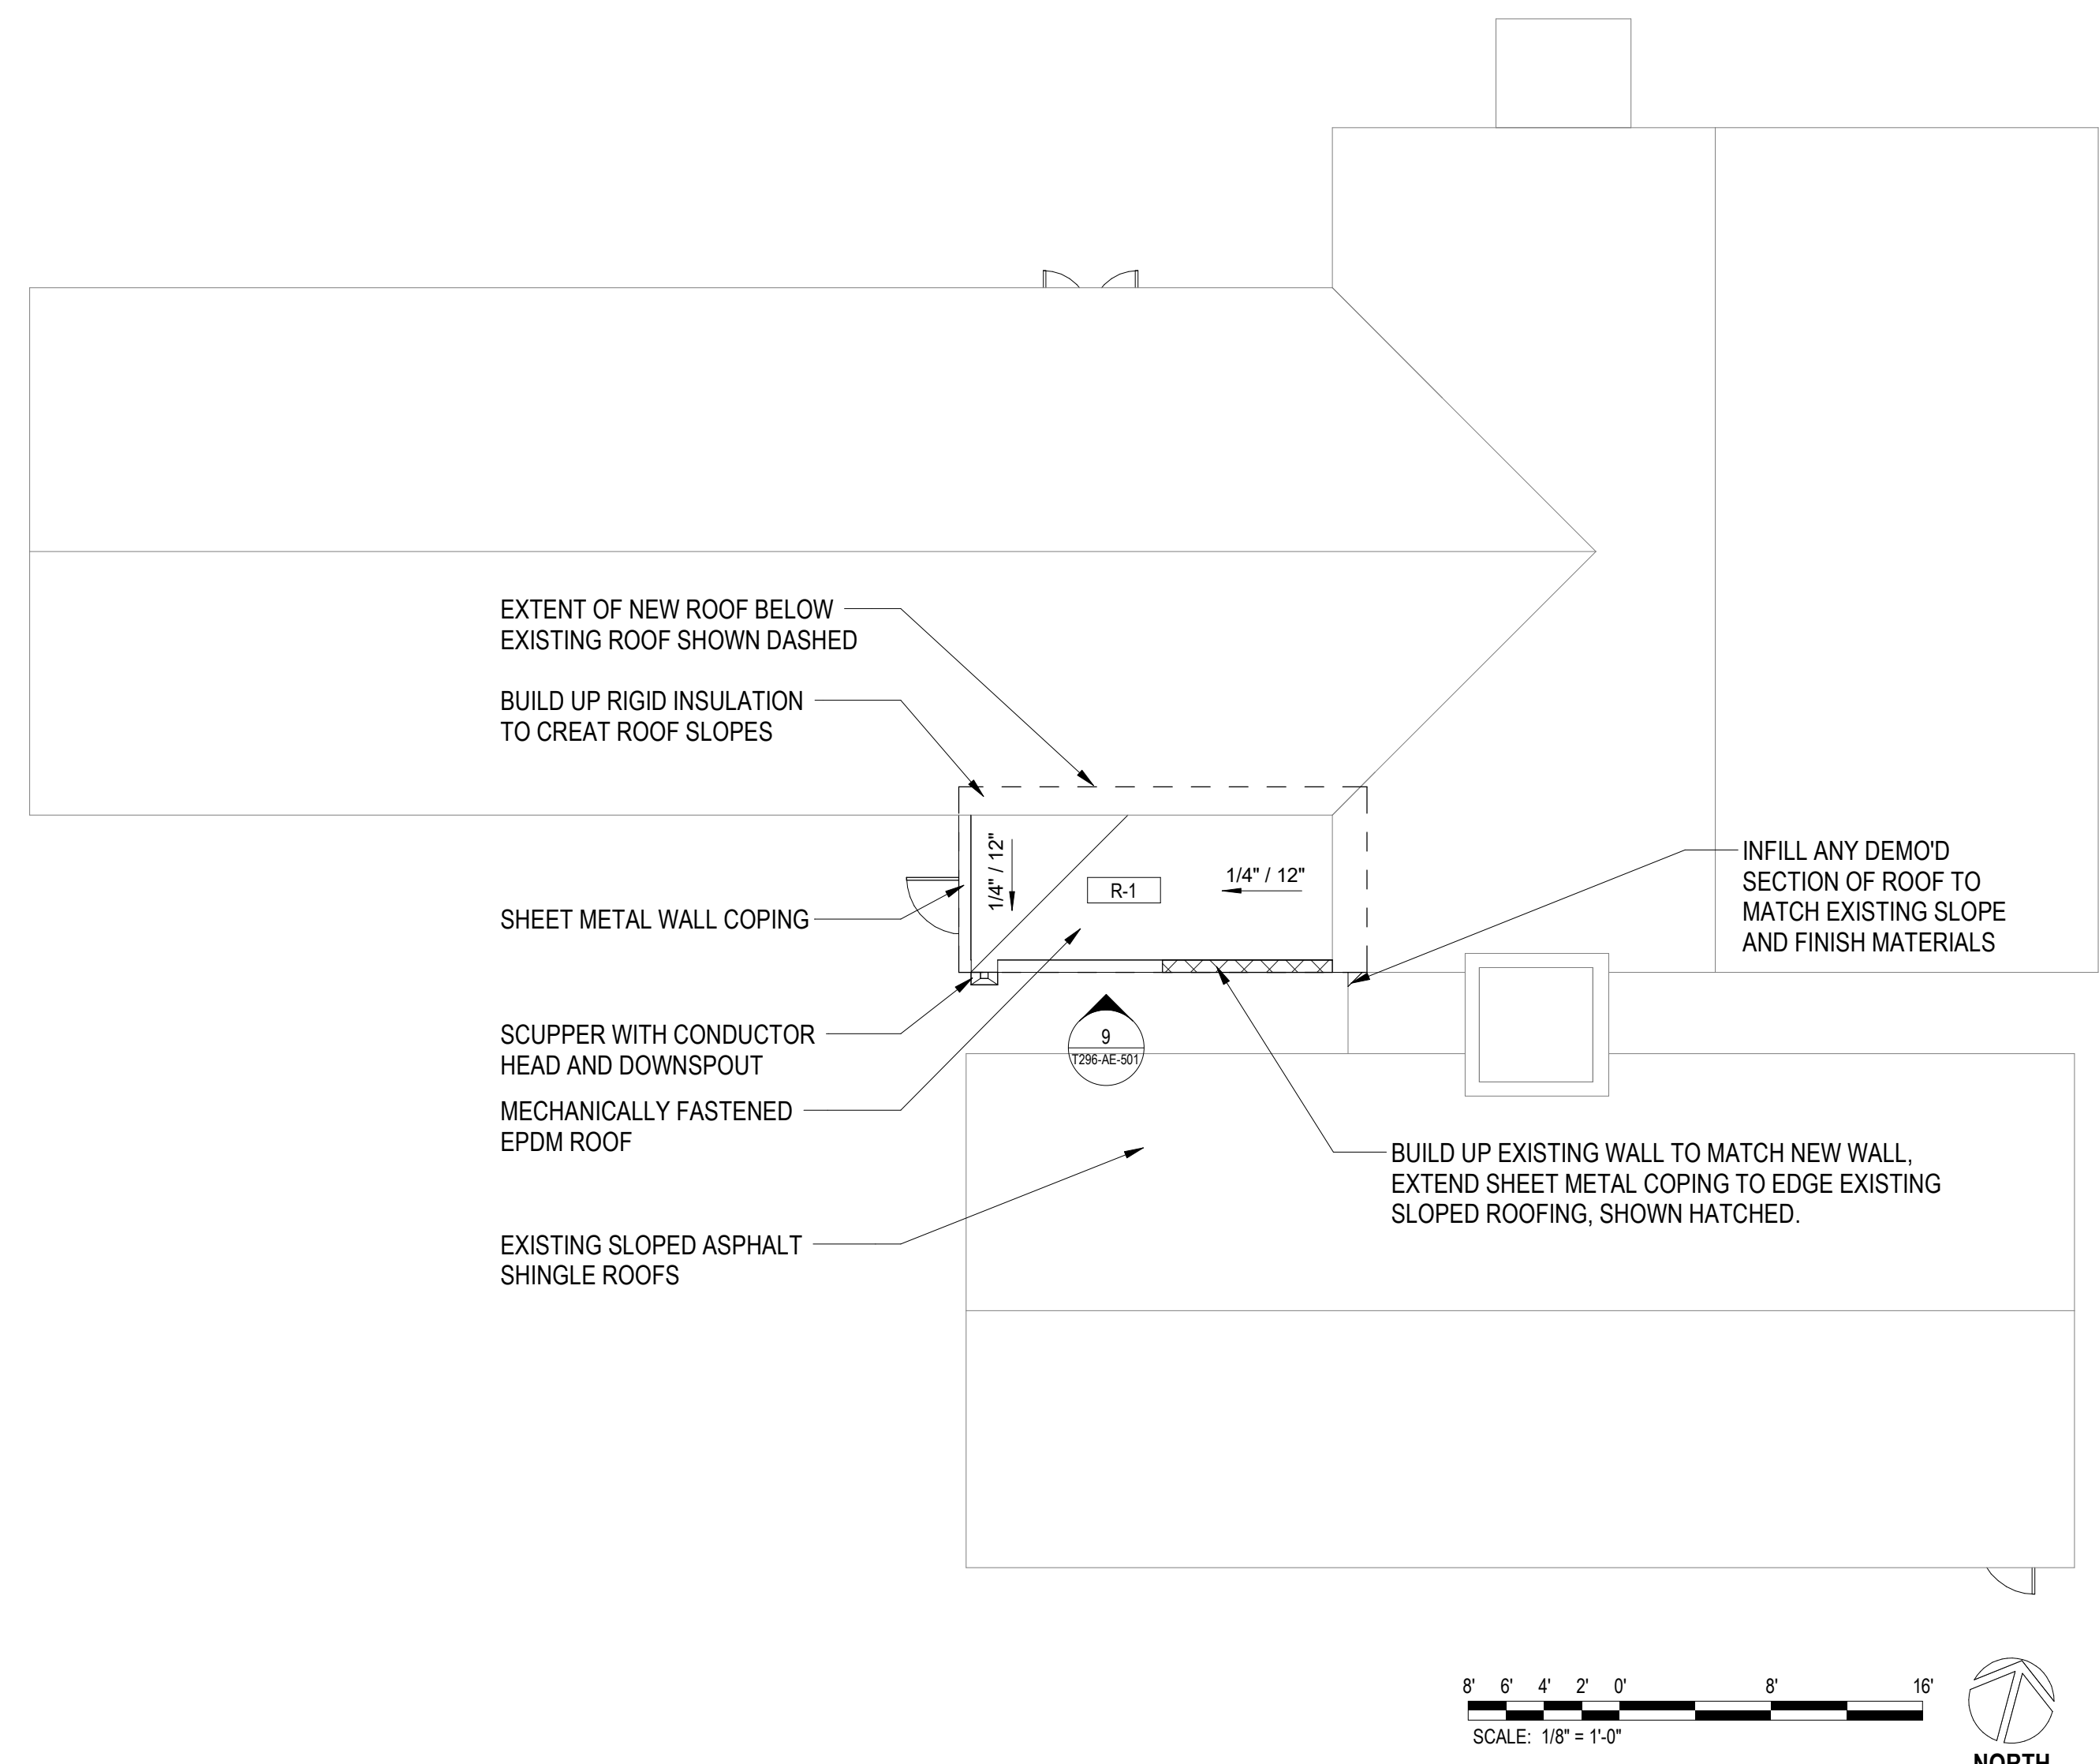 EXTENT OF NEW ROOF BELOW
EXISTING ROOF SHOWN DASHED
BUILD UP RIGID INSULATION
TO CREAT ROOF SLOPES
1/4" / 12"
1/4" / 12"
R-1
SHEET METAL WALL COPING
INFILL ANY DEMO'D
SECTION OF ROOF TO
MATCH EXISTING SLOPE
AND FINISH MATERIALS
SCUPPER WITH CONDUCTOR
HEAD AND DOWNSPOUT
9
T296-AE-501
MECHANICALLY FASTENED
EPDM ROOF
BUILD UP EXISTING WALL TO MATCH NEW WALL,
EXTEND SHEET METAL COPING TO EDGE EXISTING
SLOPED ROOFING, SHOWN HATCHED.
EXISTING SLOPED ASPHALT
SHINGLE ROOFS
8' 6' 4' 2' 0' 8' 16'
SCALE: 1/8" = 1'-0"
NORTH